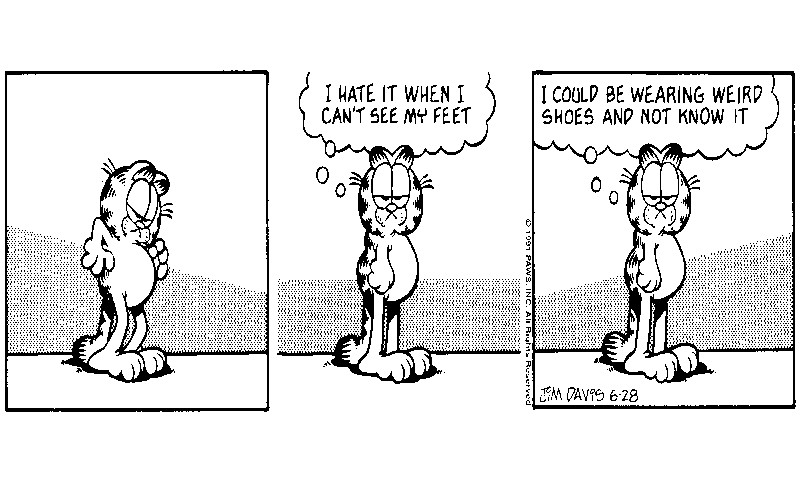 I HATE IT WHEN I
CAN'T SEE MY FEET
© 1991 PAWS, INC. All Rights Reserved
I COULD BE WEARING WEIRD
SHOES AND NOT KNOW IT
JIM DAVIS 6-28